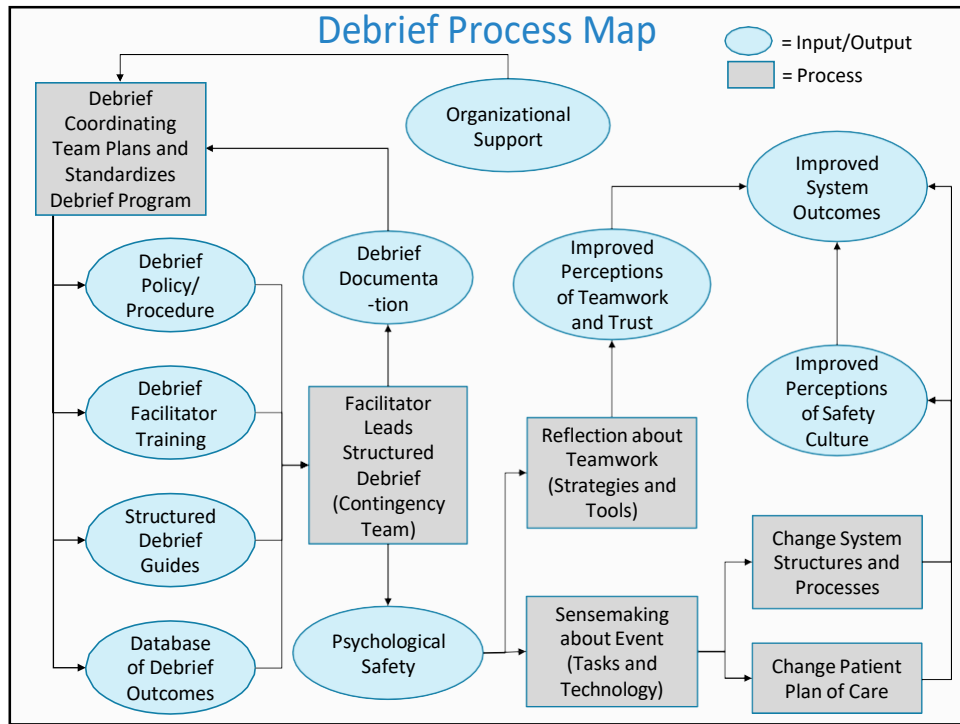 Debrief Process Map
= Input/Output
= Process
Debrief
Coordinating
Team Plans and
Standardizes
Debrief Program
Organizational
Support
Improved
System
Outcomes
Debrief
Policy/
Procedure
Debrief
Documenta
-tion
Improved
Perceptions
of Teamwork
and Trust
Improved
Perceptions
of Safety
Culture
Debrief
Facilitator
Training
Facilitator
Leads
Structured
Debrief
(Contingency
Team)
Reflection about
Teamwork
(Strategies and
Tools)
Structured
Debrief
Guides
Change System
Structures and
Processes
Database
of Debrief
Outcomes
Psychological
Safety
Sensemaking
about Event
(Tasks and
Technology)
Change Patient
Plan of Care